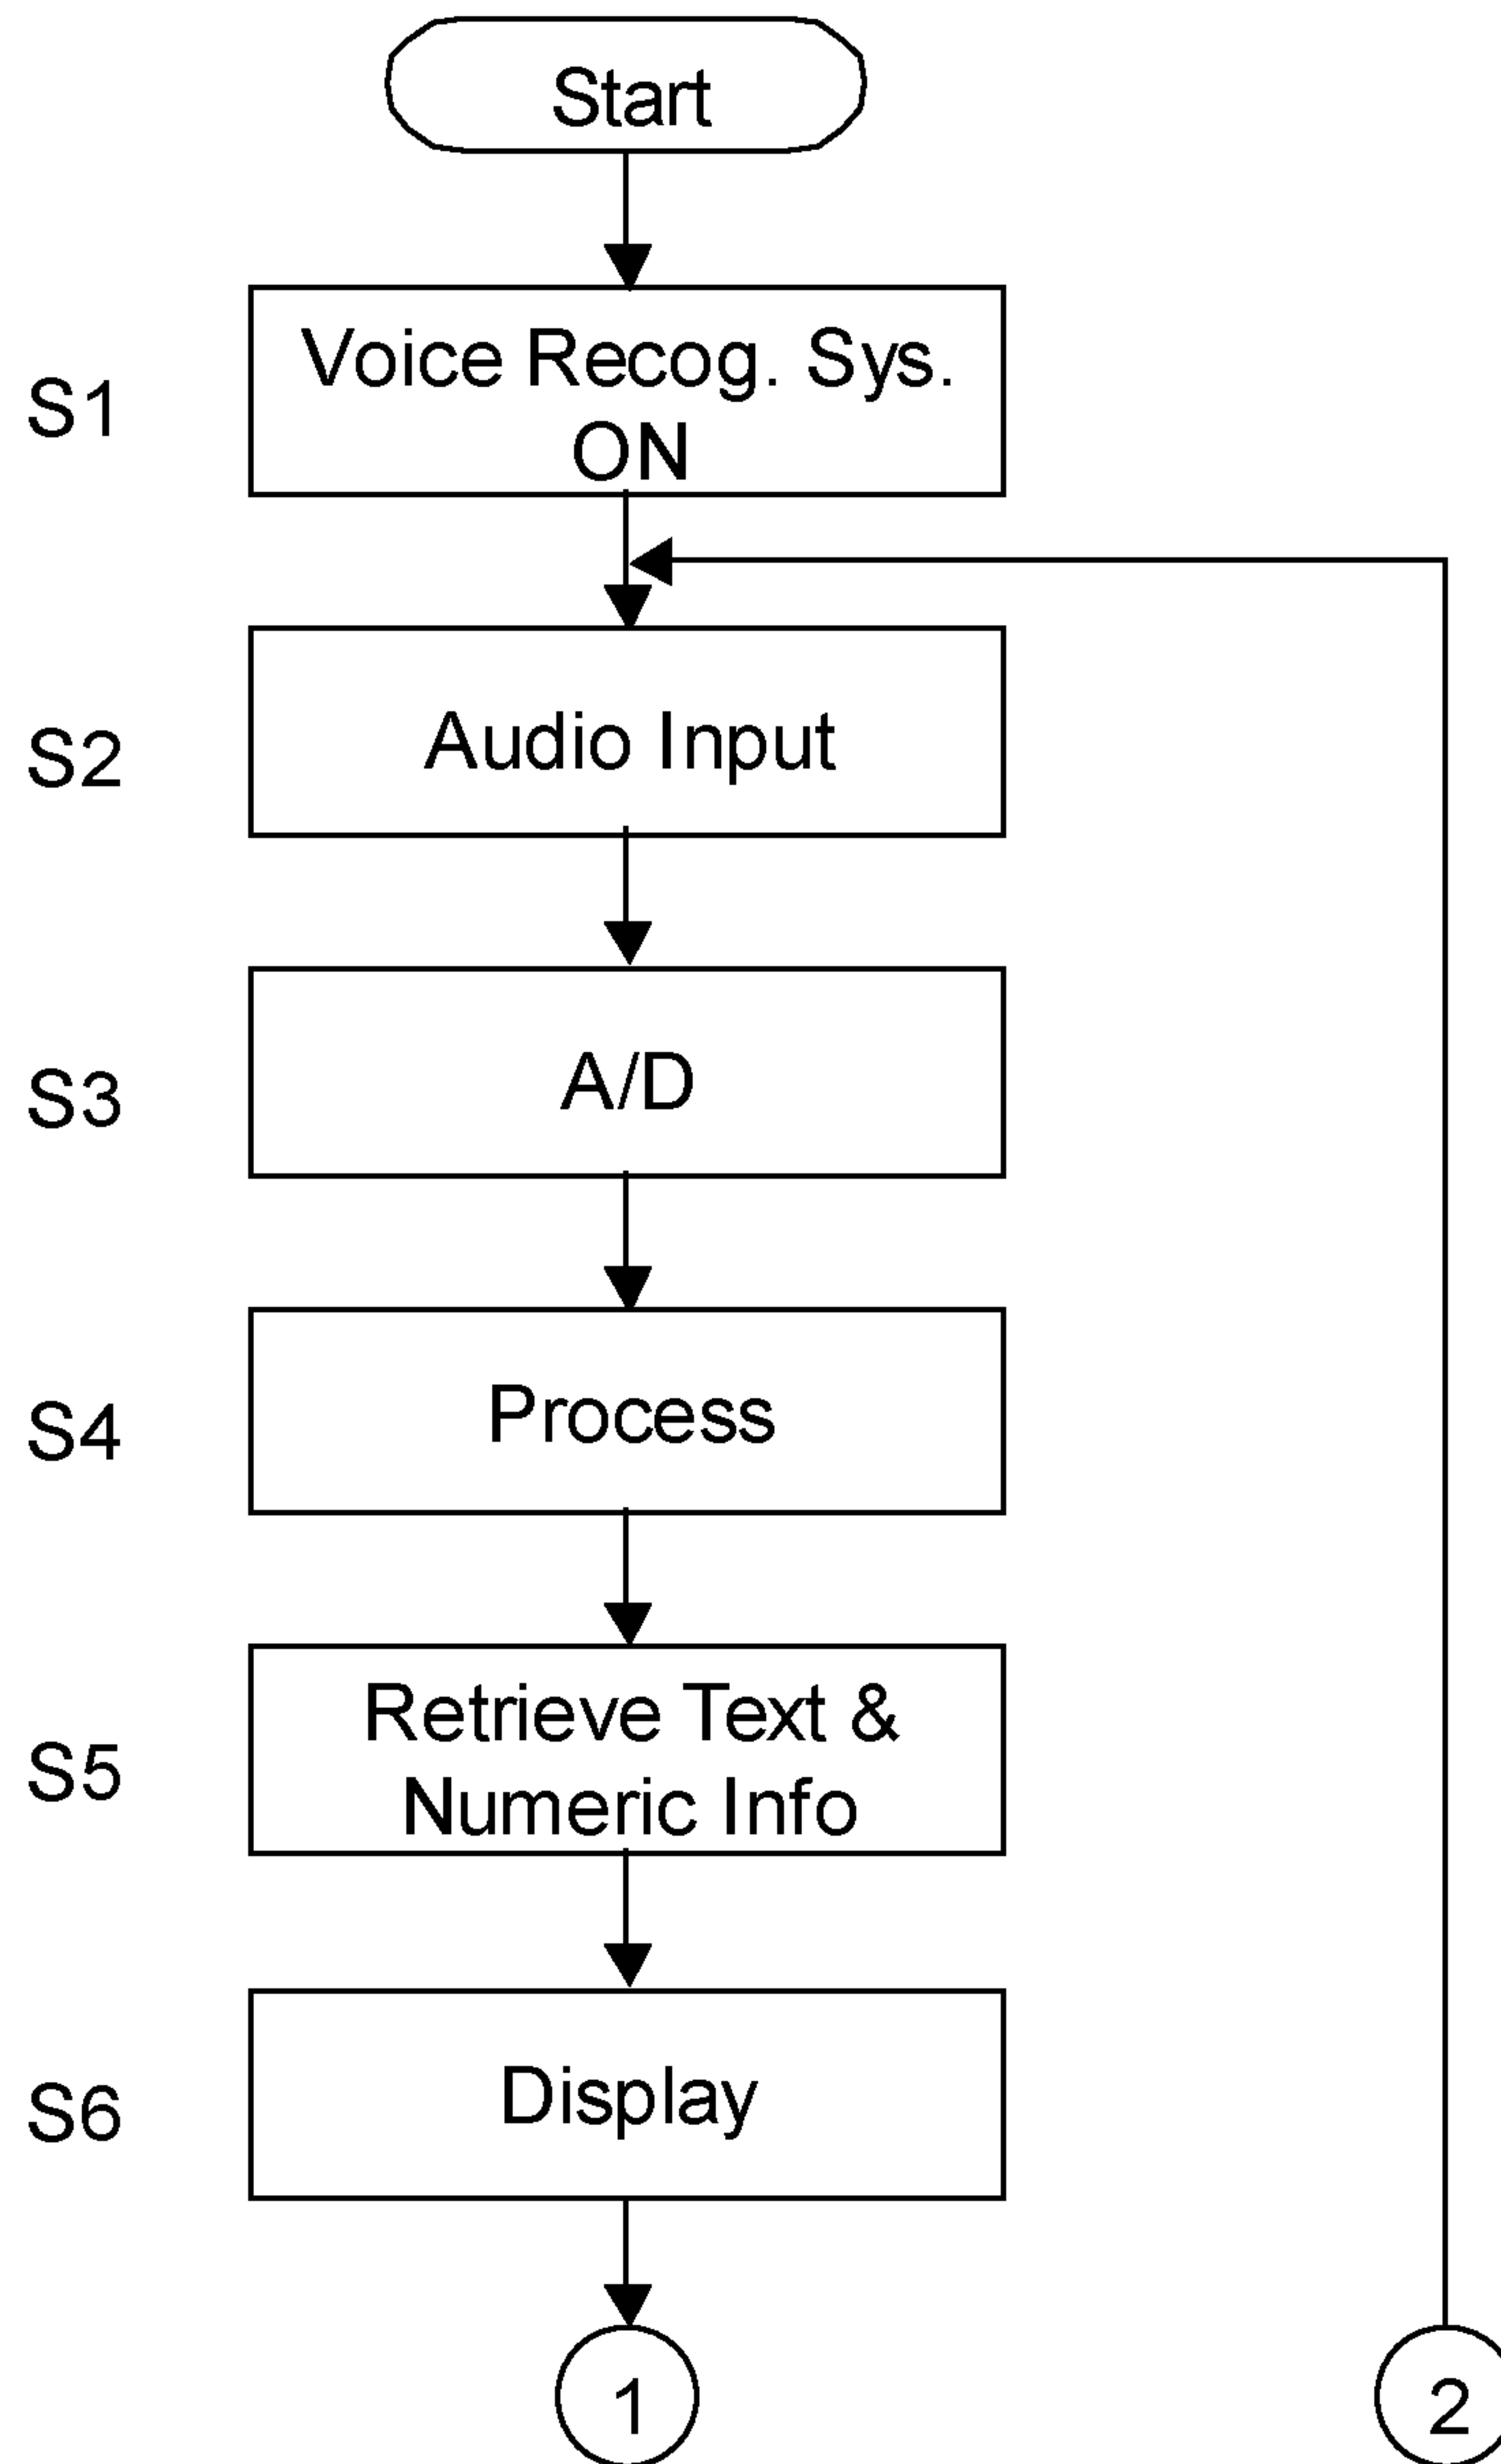 Start
S1
Voice Recog. Sys.
ON
S2
Audio Input
S3
A/D
S4
Process
S5
Retrieve Text &
Numeric Info
S6
Display
1
2